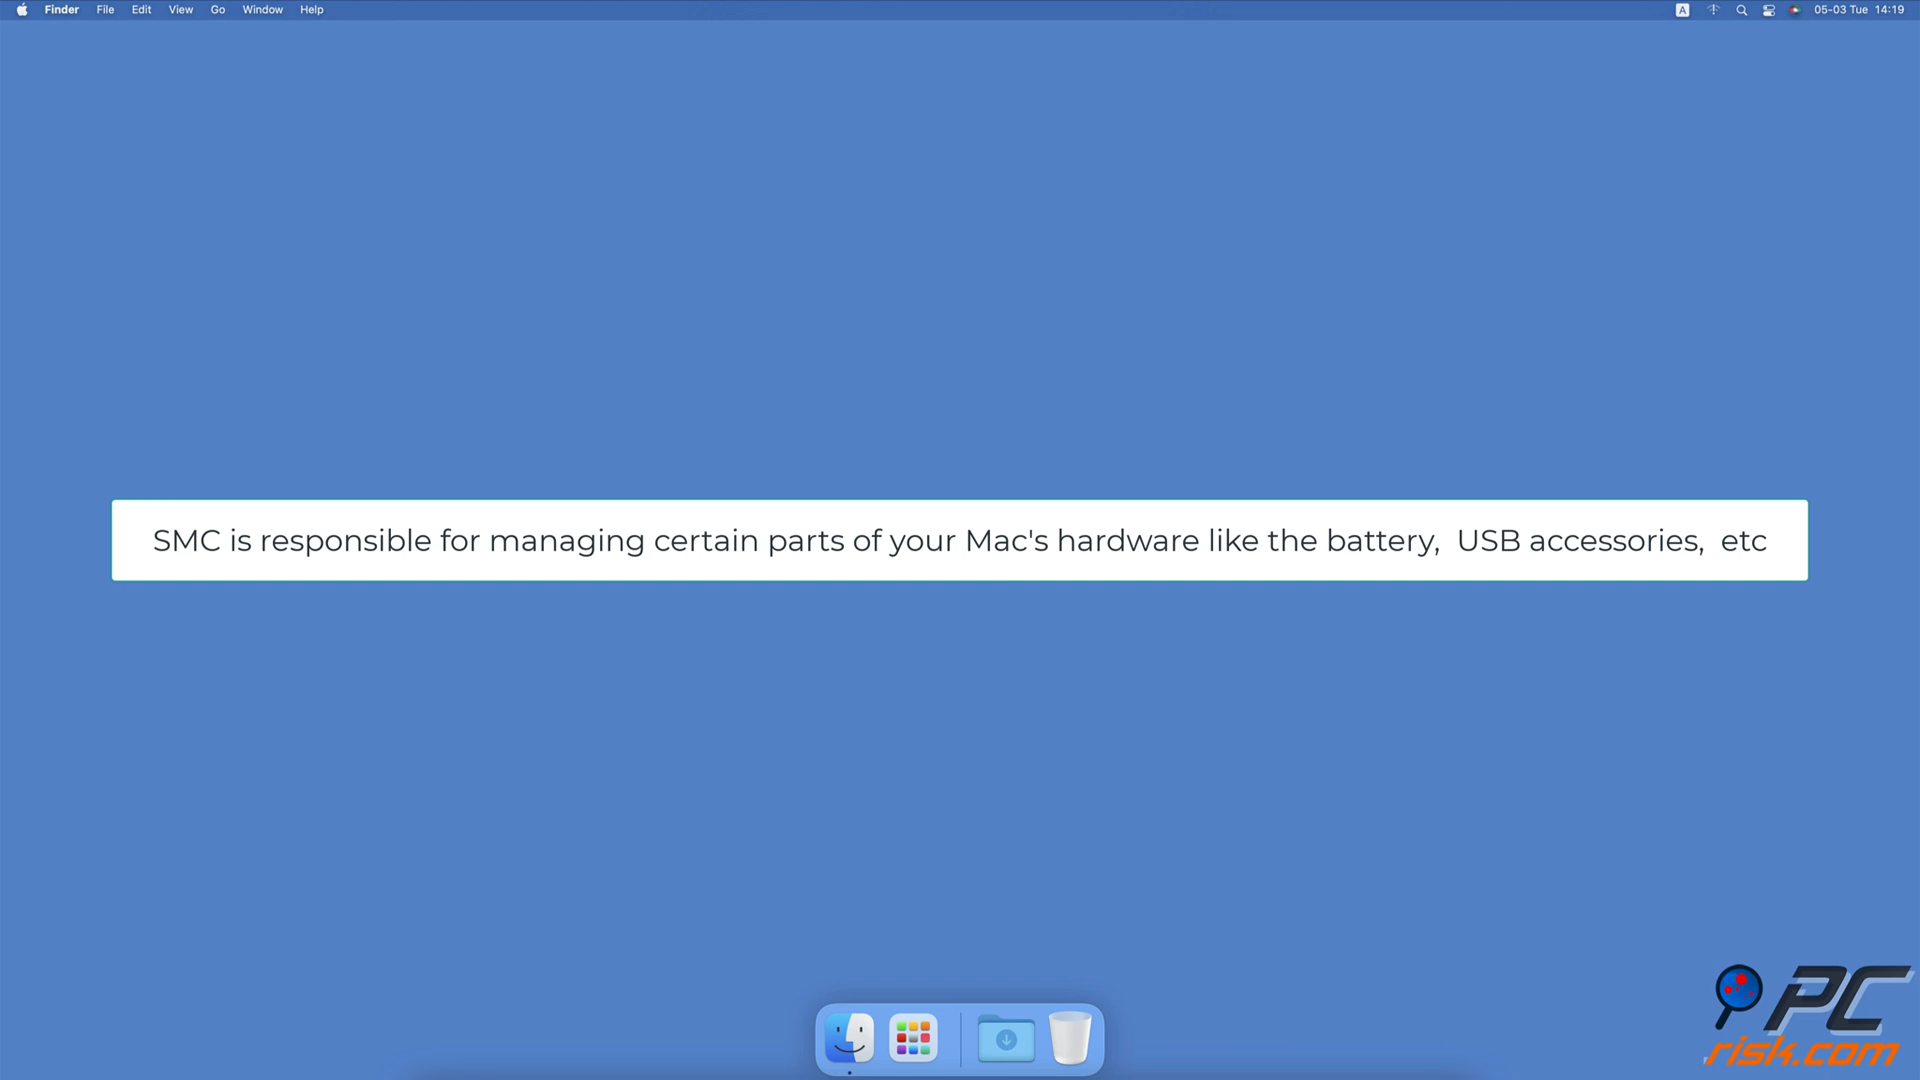 Finder File Edit View Go Window Help
A 05-03 Tue 14:19
SMC is responsible for managing certain parts of your Mac's hardware like the battery,  USB accessories,  etc
PC
risk.com